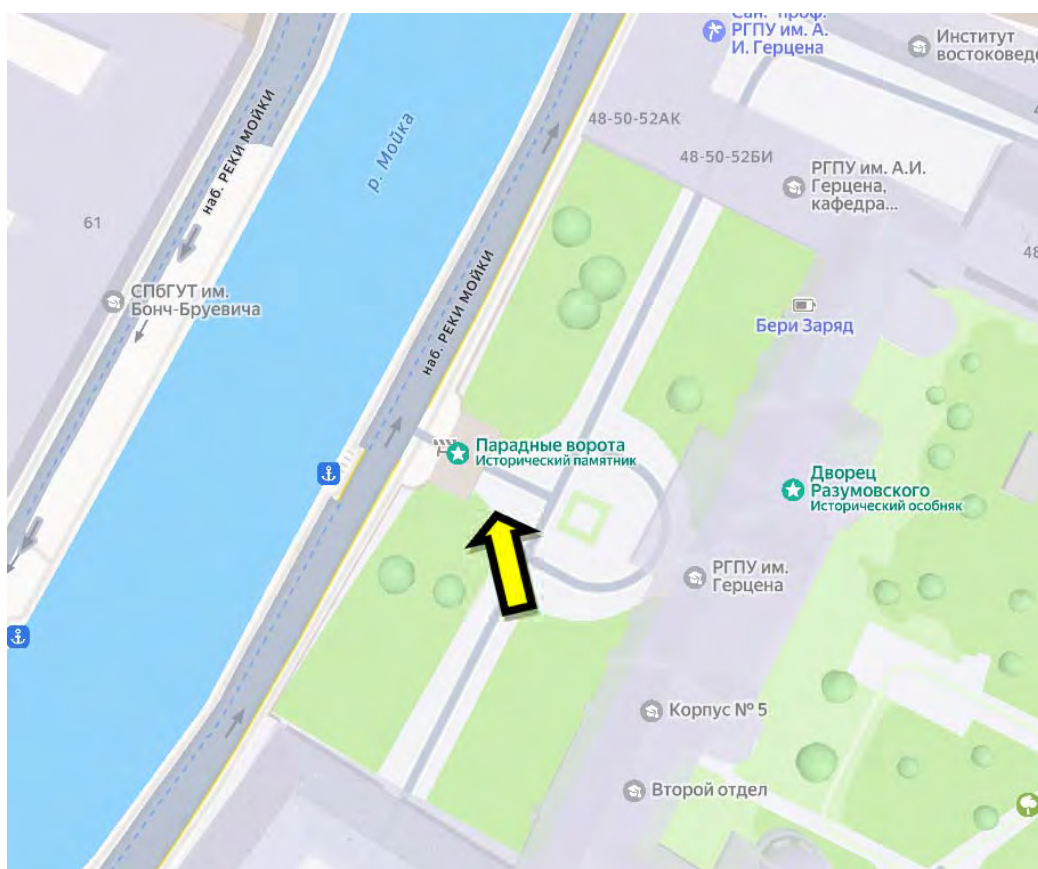 Сан.- проф.
РГПУ им. А.
И. Герцена
Институт
востоковеде
48-50-52АК
48-50-52БИ
РГПУ им. А.И.
Герцена,
кафедра...
48
наб. РЕКИ МОЙКИ
р. Мойка
61
СПбГУТ им.
Бонч-Бруевича
наб. РЕКИ МОЙКИ
Бери Заряд
Парадные ворота
Исторический памятник
Дворец
Разумовского
Исторический особняк
РГПУ им.
Герцена
Корпус № 5
Второй отдел